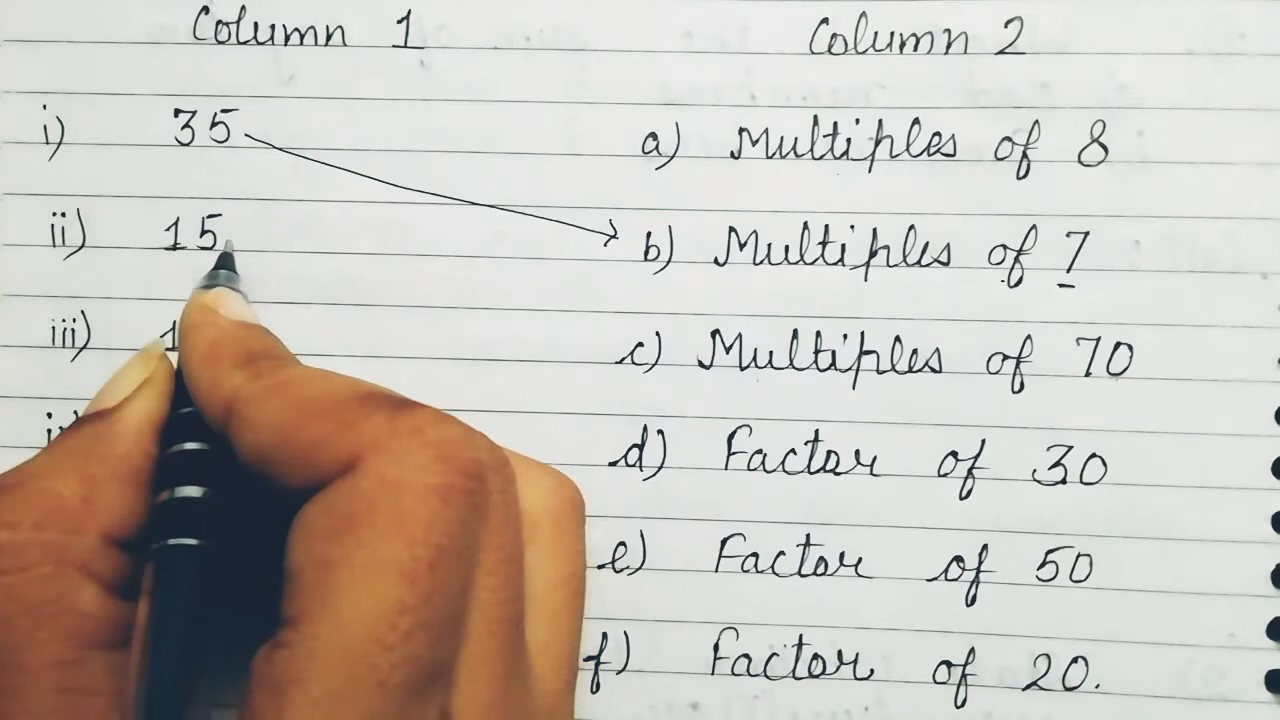 Column 1 Column 2
i) 35 a) Multiples of 8
ii) 15 b) Multiples of 7
iii) 1 c) Multiples of 70
d) Factor of 30
e) Factor of 50
f) Factor of 20.